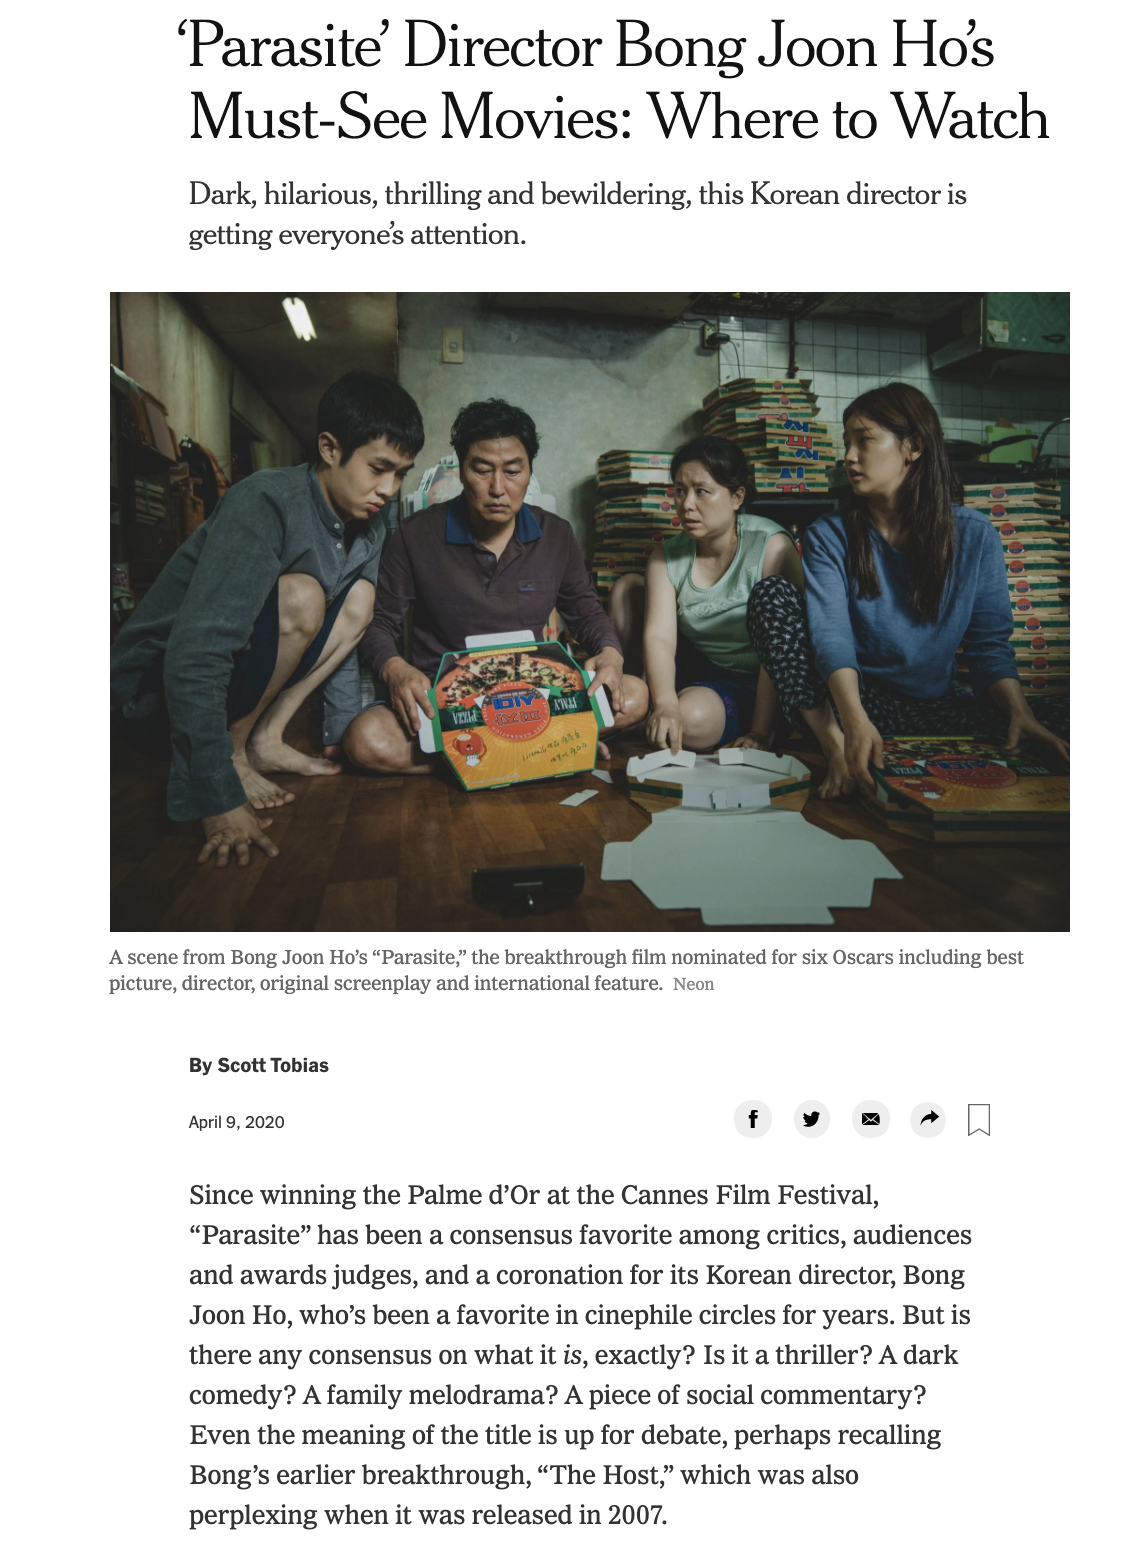 ‘Parasite’ Director Bong Joon Ho’s
Must-See Movies: Where to Watch
Dark, hilarious, thrilling and bewildering, this Korean director is
getting everyone’s attention.
피자시대
PIZZA
ITALY
PIZZA
A scene from Bong Joon Ho’s “Parasite,” the breakthrough film nominated for six Oscars including best
picture, director, original screenplay and international feature. Neon
By Scott Tobias
April 9, 2020
Since winning the Palme d’Or at the Cannes Film Festival,
“Parasite” has been a consensus favorite among critics, audiences
and awards judges, and a coronation for its Korean director, Bong
Joon Ho, who’s been a favorite in cinephile circles for years. But is
there any consensus on what it is, exactly? Is it a thriller? A dark
comedy? A family melodrama? A piece of social commentary?
Even the meaning of the title is up for debate, perhaps recalling
Bong’s earlier breakthrough, “The Host,” which was also
perplexing when it was released in 2007.